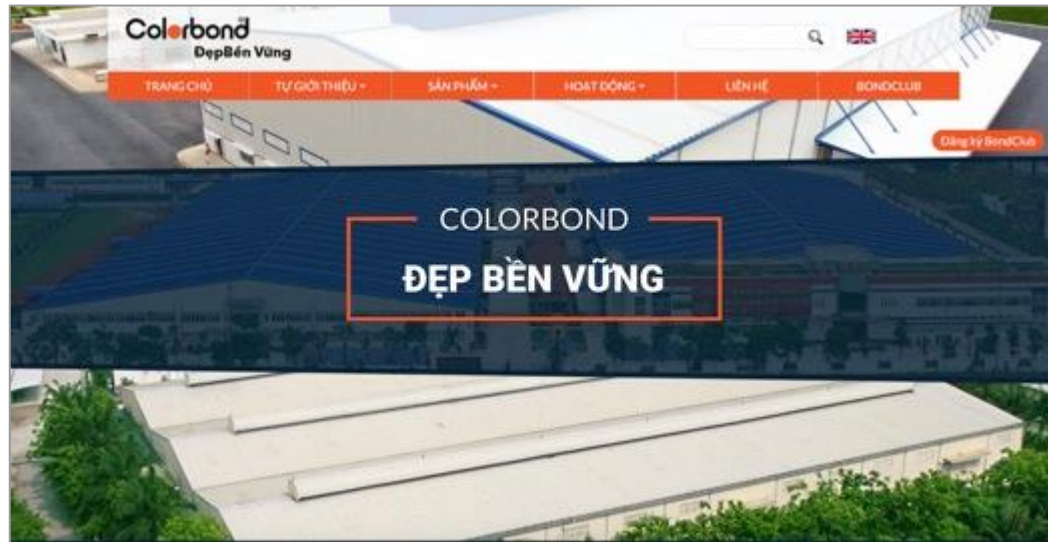 Colorbond
ĐẹpBền Vững
TRANG CHỦ
TỰ GIỚI THIỆU
SẢN PHẨM
HOẠT ĐỘNG
LIÊN HỆ
BONDCLUB
Đăng ký BondClub
COLORBOND
ĐẸP BỀN VỮNG